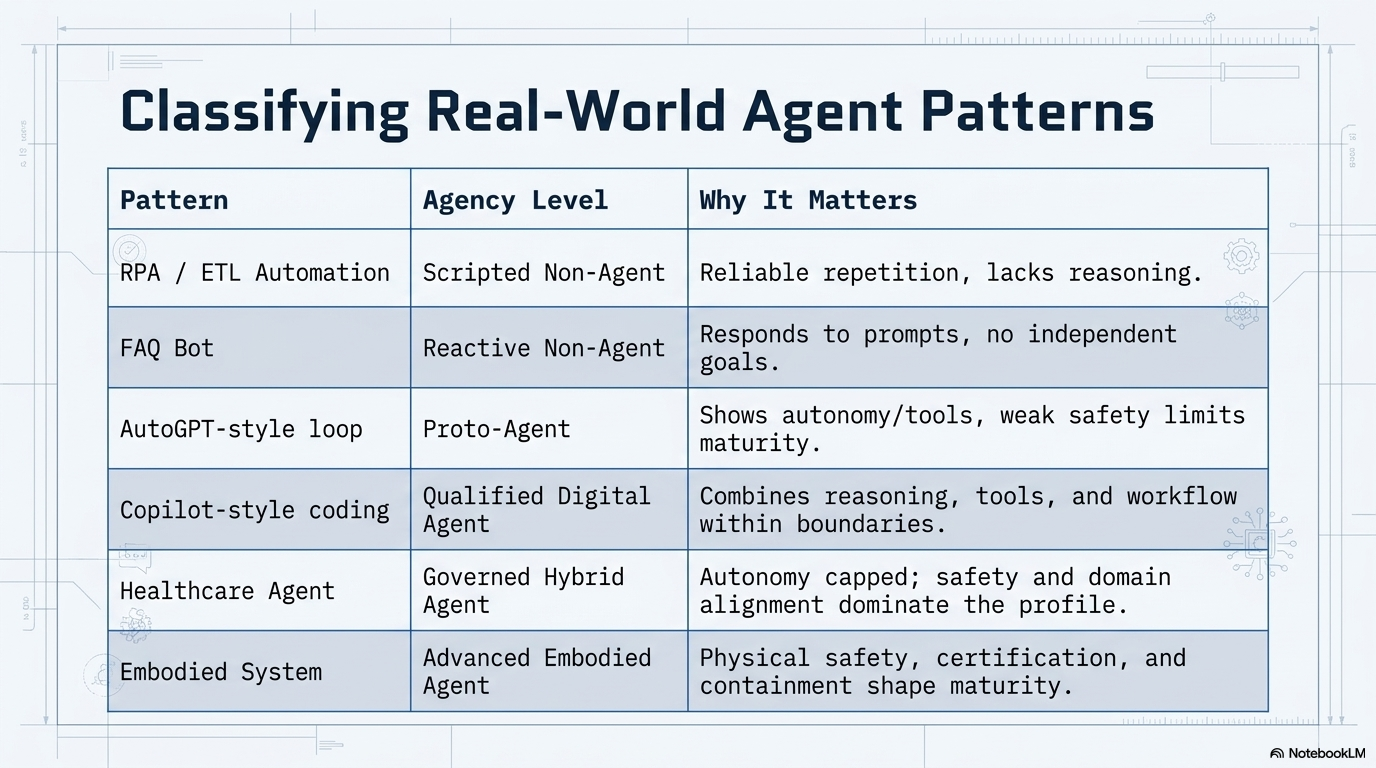 Classifying Real-World Agent Patterns
Pattern
Agency Level
Why It Matters
RPA / ETL Automation
Scripted Non-Agent
Reliable repetition, lacks reasoning.
FAQ Bot
Reactive Non-Agent
Responds to prompts, no independent
goals.
AutoGPT-style loop
Proto-Agent
Shows autonomy/tools, weak safety limits
maturity.
Copilot-style coding
Qualified Digital
Agent
Combines reasoning, tools, and workflow
within boundaries.
Healthcare Agent
Governed Hybrid
Agent
Autonomy capped; safety and domain
alignment dominate the profile.
Embodied System
Advanced Embodied
Agent
Physical safety, certification, and
containment shape maturity.
NotebookLM